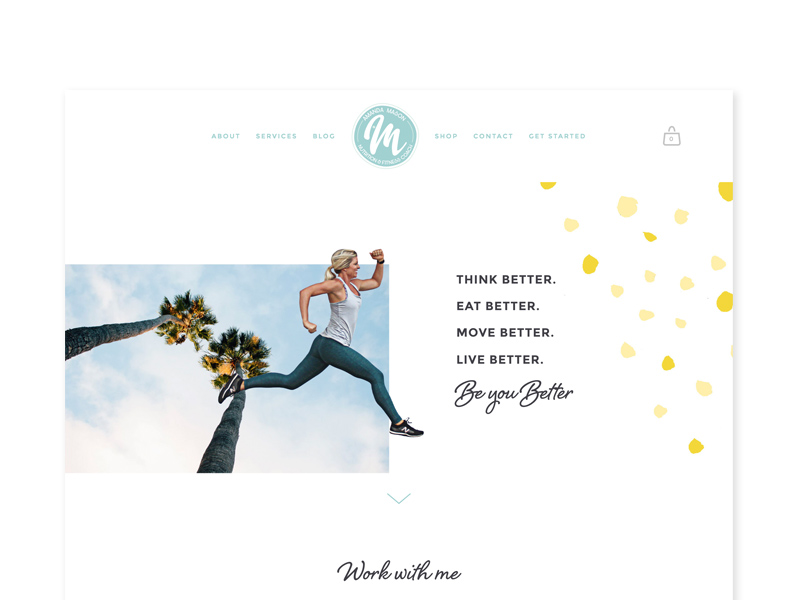 ABOUT SERVICES BLOG
AMANDA MASON
M
NUTRITION & FITNESS COACH
SHOP CONTACT GET STARTED
0
THINK BETTER.
EAT BETTER.
MOVE BETTER.
LIVE BETTER.
Be you Better
N
Work with me